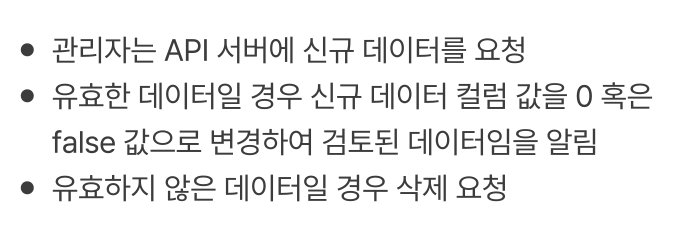 • 관리자는 API 서버에 신규 데이터를 요청
• 유효한 데이터일 경우 신규 데이터 컬럼 값을 0 혹은
false 값으로 변경하여 검토된 데이터임을 알림
• 유효하지 않은 데이터일 경우 삭제 요청